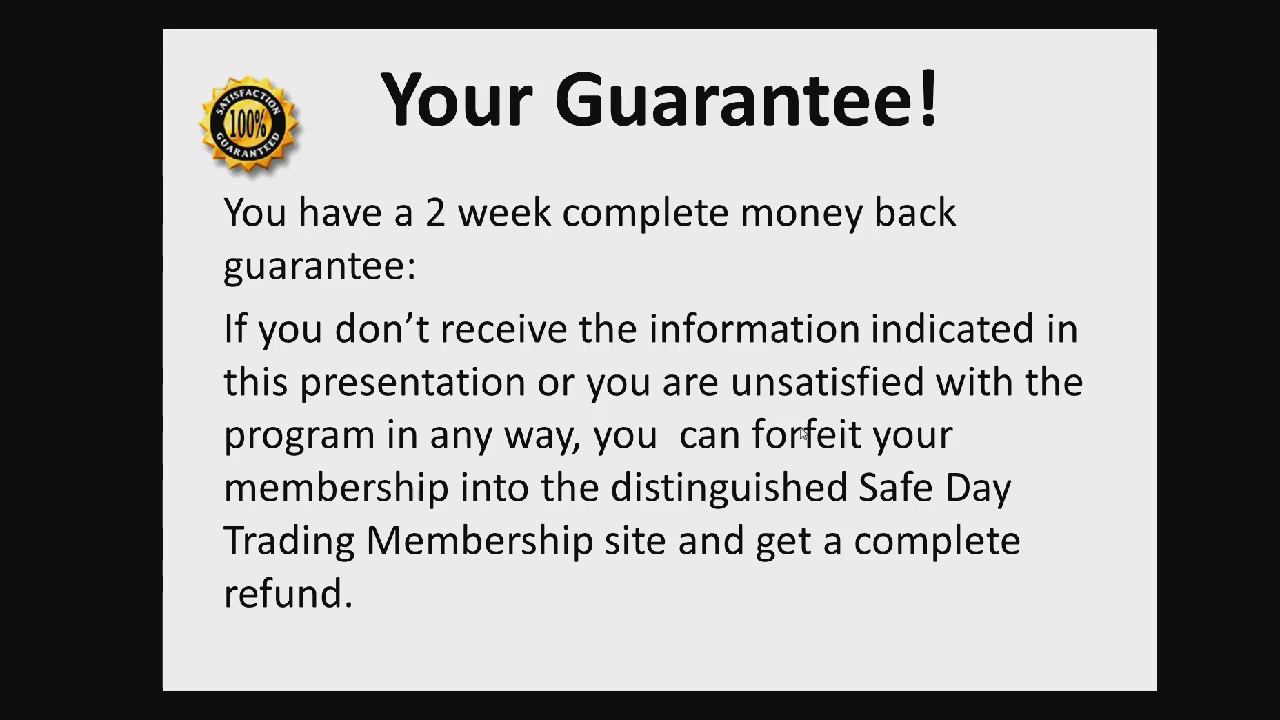 Your Guarantee!
SATISFACTION
100%
GUARANTEED
You have a 2 week complete money back
guarantee:
If you don’t receive the information indicated in
this presentation or you are unsatisfied with the
program in any way, you  can forfeit your
membership into the distinguished Safe Day
Trading Membership site and get a complete
refund.